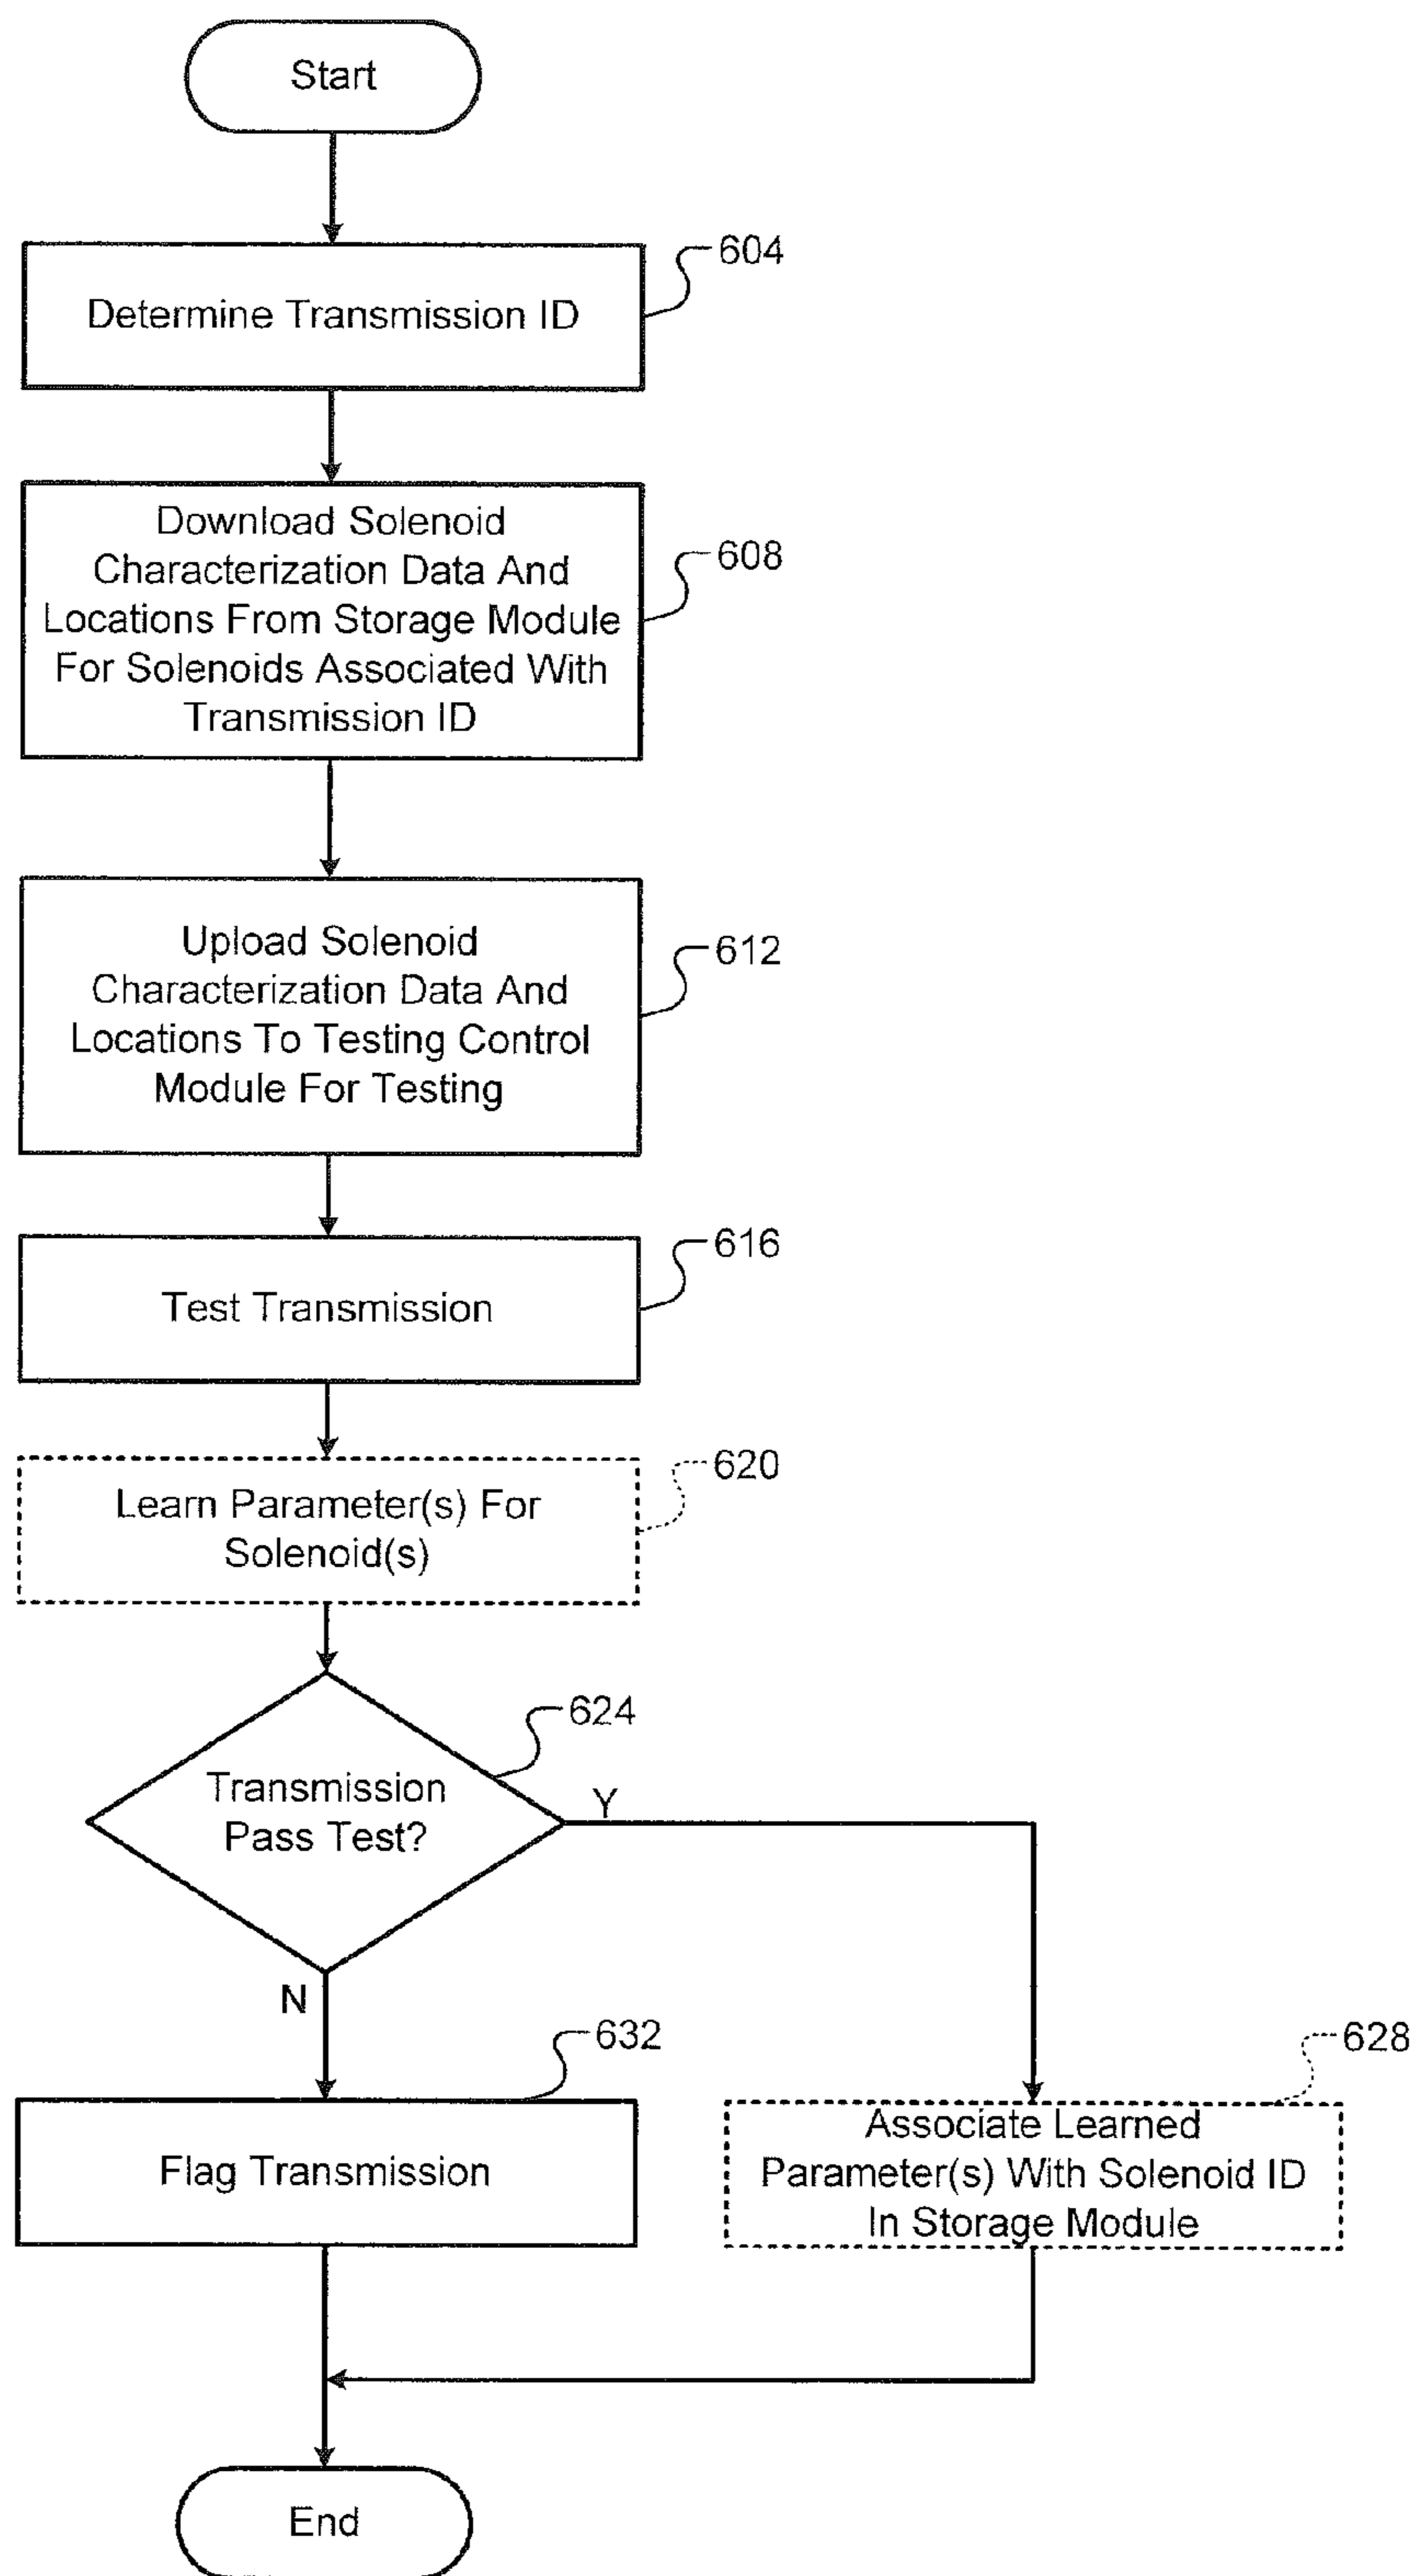 Start
604
Determine Transmission ID
Download Solenoid
608
Characterization Data And
Locations From Storage Module
For Solenoids Associated With
Transmission ID
Upload Solenoid
612
Characterization Data And
Locations To Testing Control
Module For Testing
616
Test Transmission
620
Learn Parameter(s) For
Solenoid(s)
624
Transmission
Pass Test?
Y
N
632
628
Flag Transmission
Associate Learned
Parameter(s) With Solenoid ID
In Storage Module
End